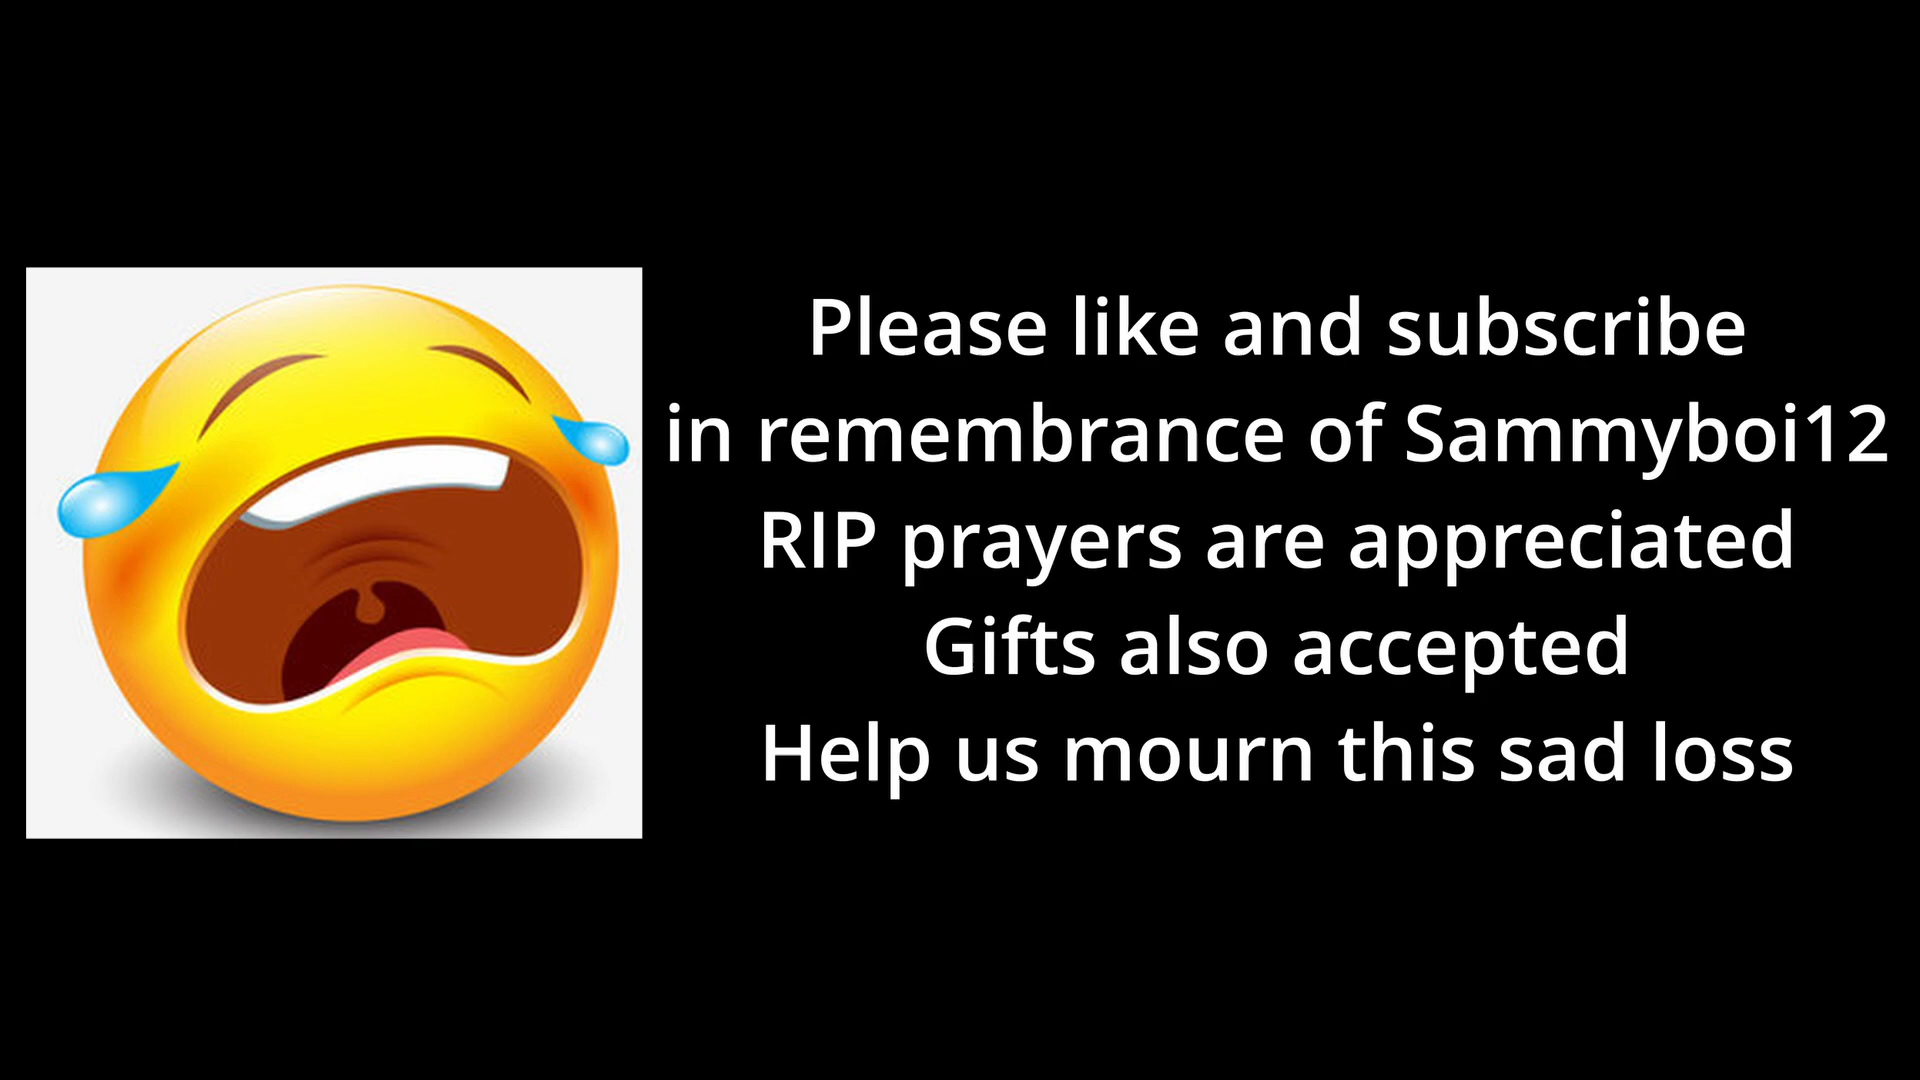 Please like and subscribe
in remembrance of Sammyboi12
RIP prayers are appreciated
Gifts also accepted
Help us mourn this sad loss